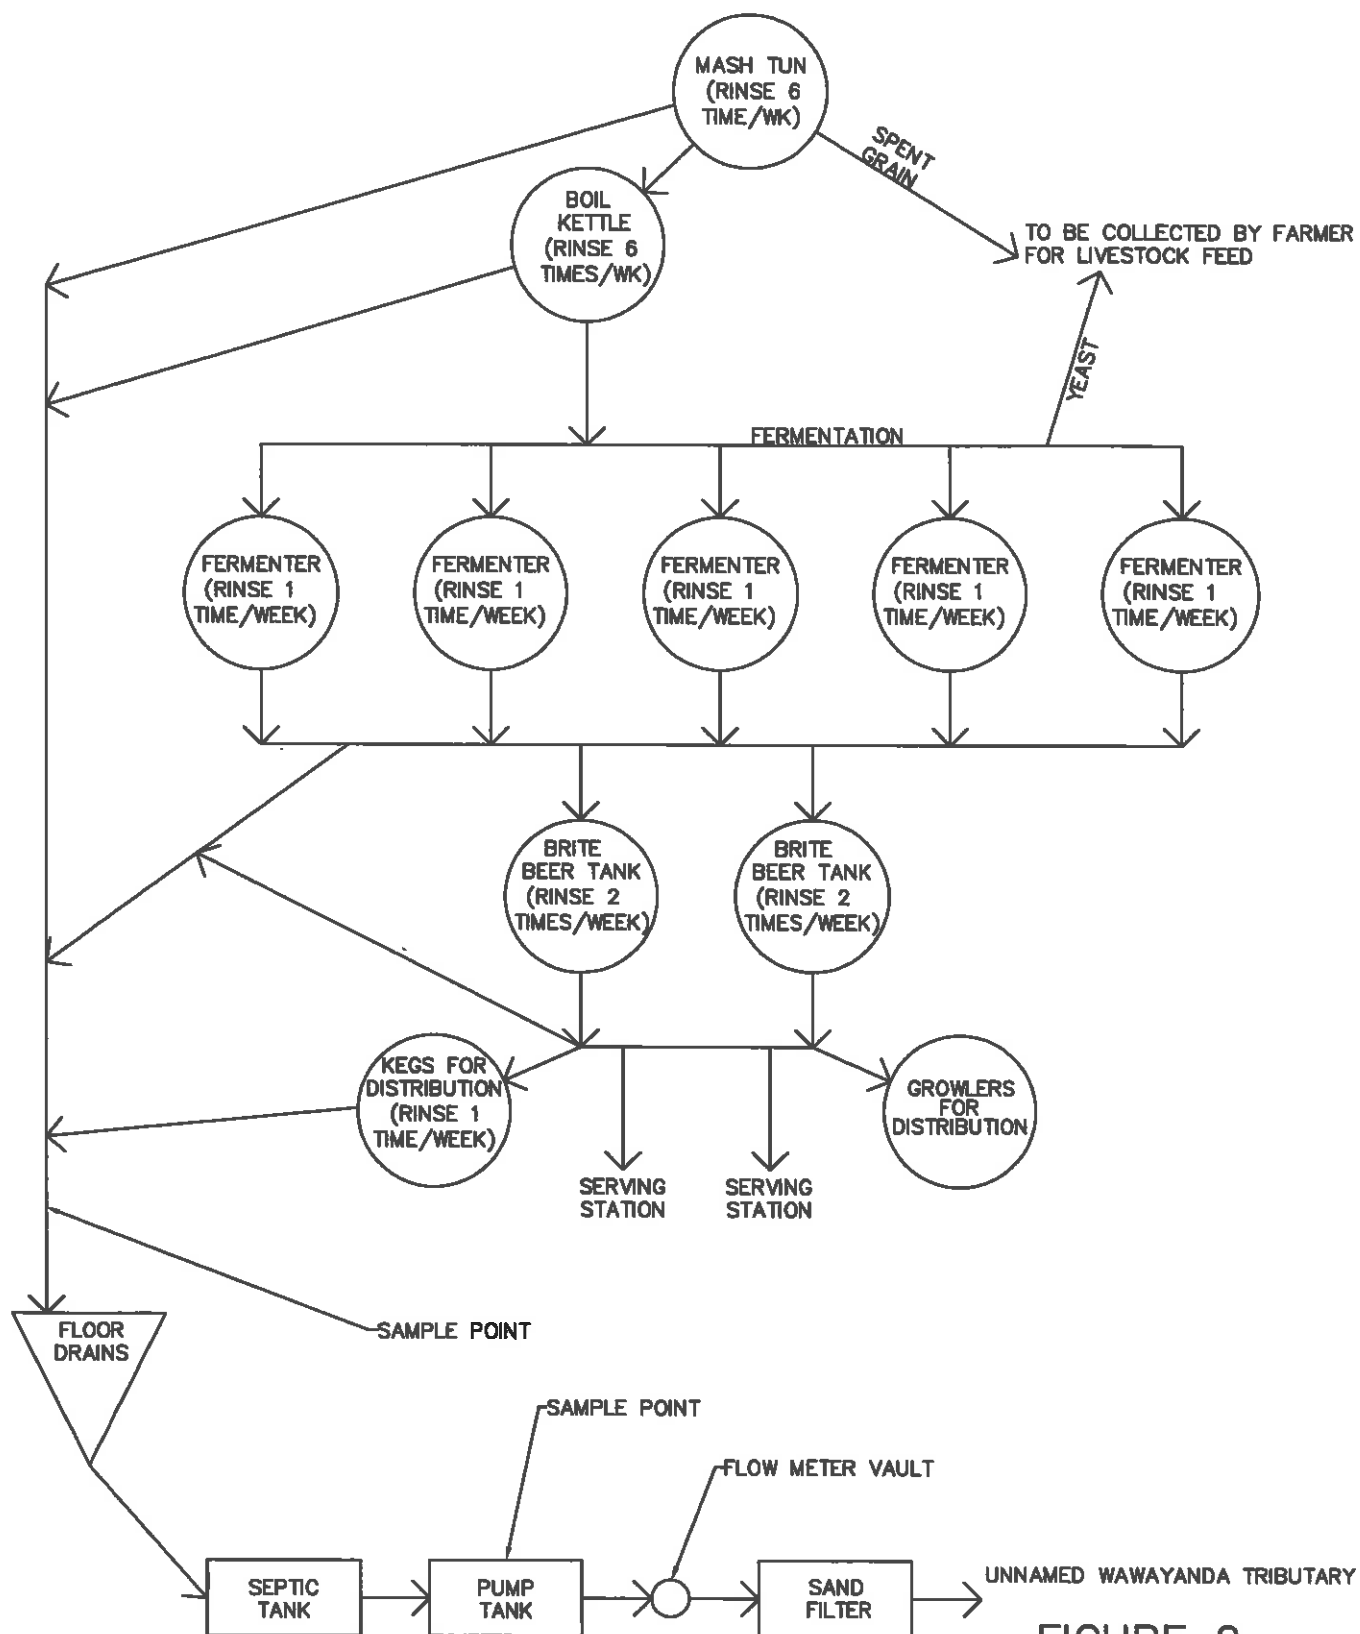 MASH TUN
(RINSE 6
TIME/WK)
SPENT
GRAIN
BOIL
KETTLE
(RINSE 6
TIMES/WK)
TO BE COLLECTED BY FARMER
FOR LIVESTOCK FEED
YEAST
FERMENTATION
FERMENTER
(RINSE 1
TIME/WEEK)
FERMENTER
(RINSE 1
TIME/WEEK)
FERMENTER
(RINSE 1
TIME/WEEK)
FERMENTER
(RINSE 1
TIME/WEEK)
FERMENTER
(RINSE 1
TIME/WEEK)
BRITE
BEER TANK
(RINSE 2
TIMES/WEEK)
BRITE
BEER TANK
(RINSE 2
TIMES/WEEK)
KEGS FOR
DISTRIBUTION
(RINSE 1
TIME/WEEK)
GROWLERS
FOR
DISTRIBUTION
SERVING
STATION
SERVING
STATION
SAMPLE POINT
FLOOR
DRAINS
SAMPLE POINT
FLOW METER VAULT
SEPTIC
TANK
PUMP
TANK
SAND
FILTER
UNNAMED WAWAYANDA TRIBUTARY